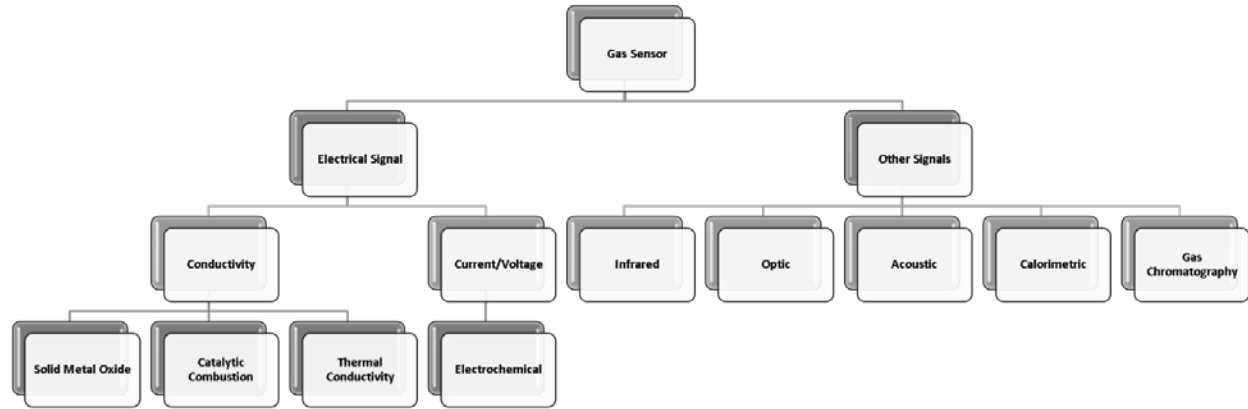 Gas Sensor
Electrical Signal
Other Signals
Conductivity
Current/Voltage
Infrared
Optic
Acoustic
Calorimetric
Gas
Chromatography
Solid Metal Oxide
Catalytic
Combustion
Thermal
Conductivity
Electrochemical